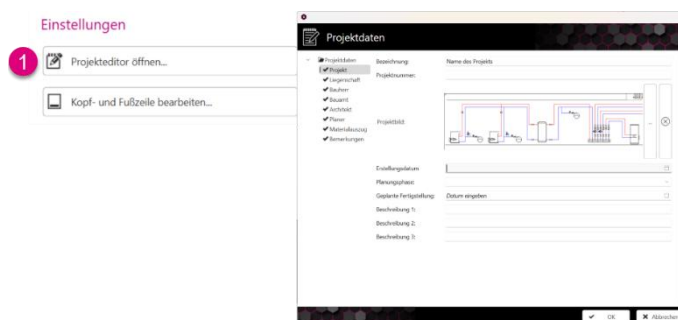 Einstellungen
1
Projekteditor öffnen...
Kopf- und Fußzeile bearbeiten...
Projektdaten
Projektdaten
Projekt
Liegenschaft
Bauherr
Bauamt
Architekt
Planer
Materialauszug
Bemerkungen
Bezeichnung: Name des Projekts
Projektnummer:
Projektbild
Erstellungsdatum
Planungsphase:
Geplante Fertigstellung: Datum eingeben
Beschreibung 1:
Beschreibung 2:
Beschreibung 3:
OK Abbrechen